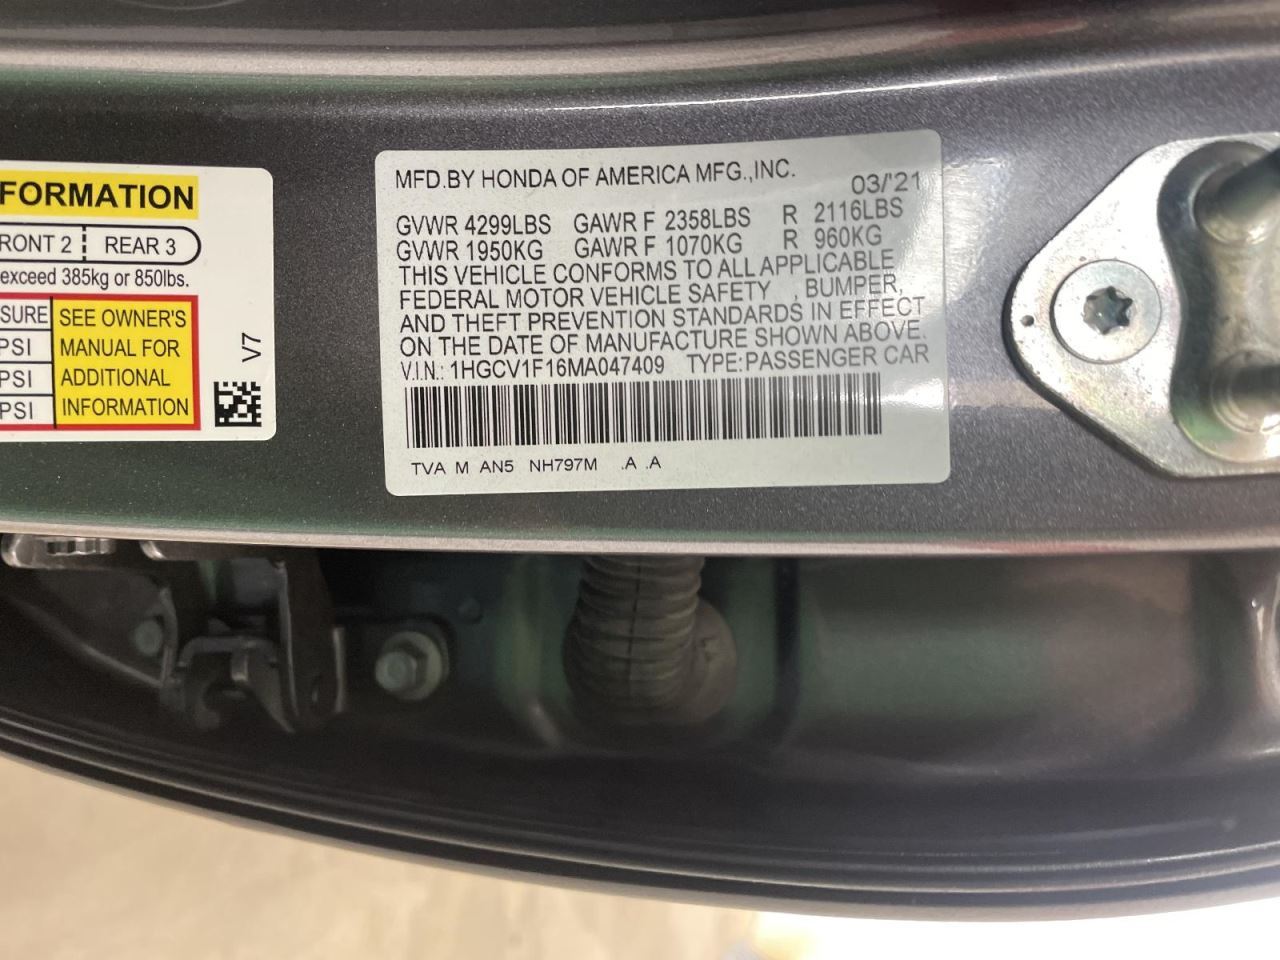 FORMATION
RONT 2 REAR 3
exceed 385kg or 850lbs.
SURE
PSI
PSI
PSI
SEE OWNER'S
MANUAL FOR
ADDITIONAL
INFORMATION
V7
MFD.BY HONDA OF AMERICA MFG.,INC.
03/'21
GVWR 4299LBS GAWR F 2358LBS R 2116LBS
GVWR 1950KG GAWR F 1070KG R 960KG
THIS VEHICLE CONFORMS TO ALL APPLICABLE
FEDERAL MOTOR VEHICLE SAFETY , BUMPER,
AND THEFT PREVENTION STANDARDS IN EFFECT
ON THE DATE OF MANUFACTURE SHOWN ABOVE.
V.I.N.: 1HGCV1F16MA047409 TYPE:PASSENGER CAR
TVA M AN5 NH797M .A .A